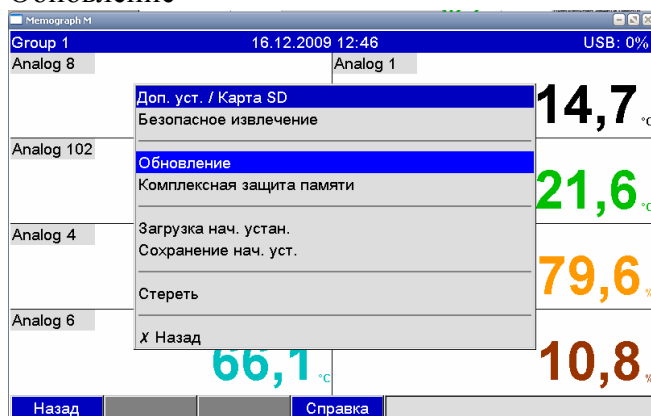 Обновление
Memograph M
Group 1 16.12.2009 12:46 USB: 0%
Analog 8 Analog 1
Доп. уст. / Карта SD
Безопасное извлечение
14,7 °C
Analog 102
Обновление
Комплексная защита памяти
21,6 °C
Analog 4
Загрузка нач. устан.
Сохранение нач. уст.
79,6 %
Стереть
Analog 6
✗ Назад
66,1 °C 10,8 %
Назад Справка